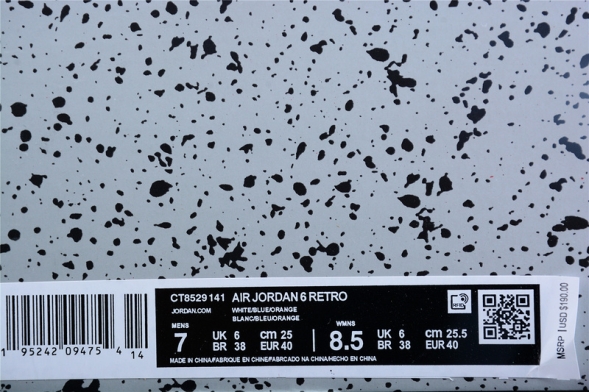 CT8529 141 AIR JORDAN 6 RETRO
JORDAN.COM WHITE/BLUE/ORANGE
BLANC/BLEU/ORANGE
MENS WMNS
7 UK 6 cm 25 8.5 UK 6 cm 25.5
BR 38 EUR 40 BR 38 EUR 40
MADE IN CHINA/FABRIQUE EN CHINE/FABRICADO NA CHINA/HECHO EN CHINA
1 95242 09475 4 14
MSRP USD $190.00